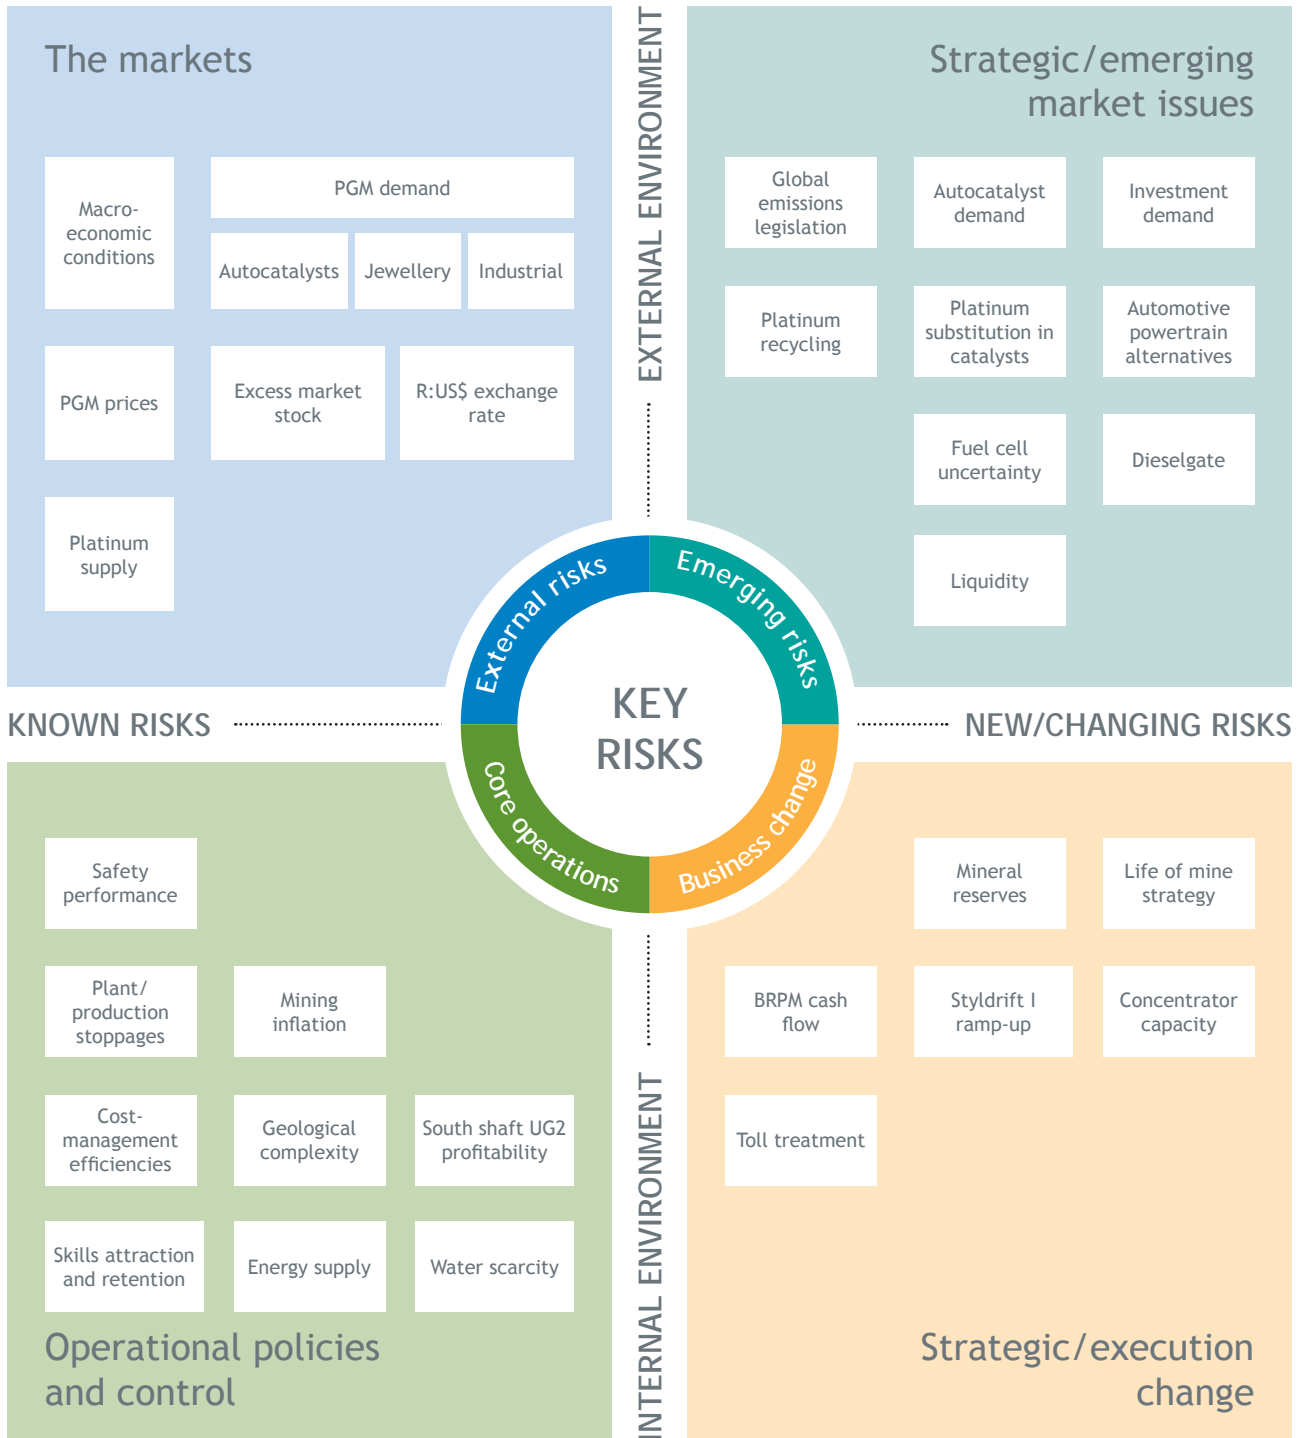 The markets
Macro-
economic
conditions
PGM demand
Autocatalysts
Jewellery
Industrial
PGM prices
Excess market
stock
R:US$ exchange
rate
Platinum
supply
EXTERNAL ENVIRONMENT
Strategic/emerging
market issues
Global
emissions
legislation
Autocatalyst
demand
Investment
demand
Platinum
recycling
Platinum
substitution in
catalysts
Automotive
powertrain
alternatives
Fuel cell
uncertainty
Dieselgate
Liquidity
External risks
Emerging risks
KEY
RISKS
Core operations
Business change
KNOWN RISKS
NEW/CHANGING RISKS
Safety
performance
Plant/
production
stoppages
Mining
inflation
Cost-
management
efficiencies
Geological
complexity
South shaft UG2
profitability
Skills attraction
and retention
Energy supply
Water scarcity
Operational policies
and control
INTERNAL ENVIRONMENT
Mineral
reserves
Life of mine
strategy
BRPM cash
flow
Styldrift I
ramp-up
Concentrator
capacity
Toll treatment
Strategic/execution
change